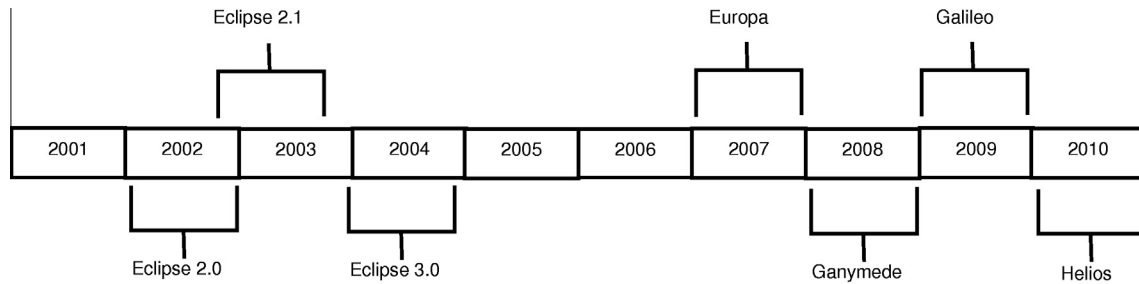 Eclipse 2.1 Europa Galileo
2001 2002 2003 2004 2005 2006 2007 2008 2009 2010
Eclipse 2.0 Eclipse 3.0 Ganymede Helios